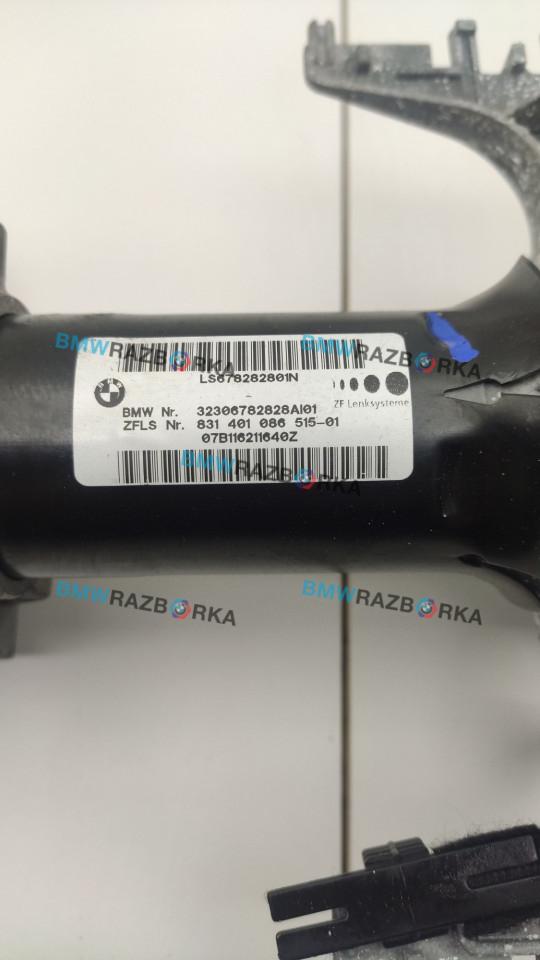 BMWRAZBORKA BMWRAZBORKA
LS678282801N
BMW
BMW Nr. 32306782828AI01
ZF Lenksysteme
ZFLS Nr. 831 401 086 515-01
07B116211640Z
BMWRAZBORKA
BMWRAZBORKA BMWRAZBORKA